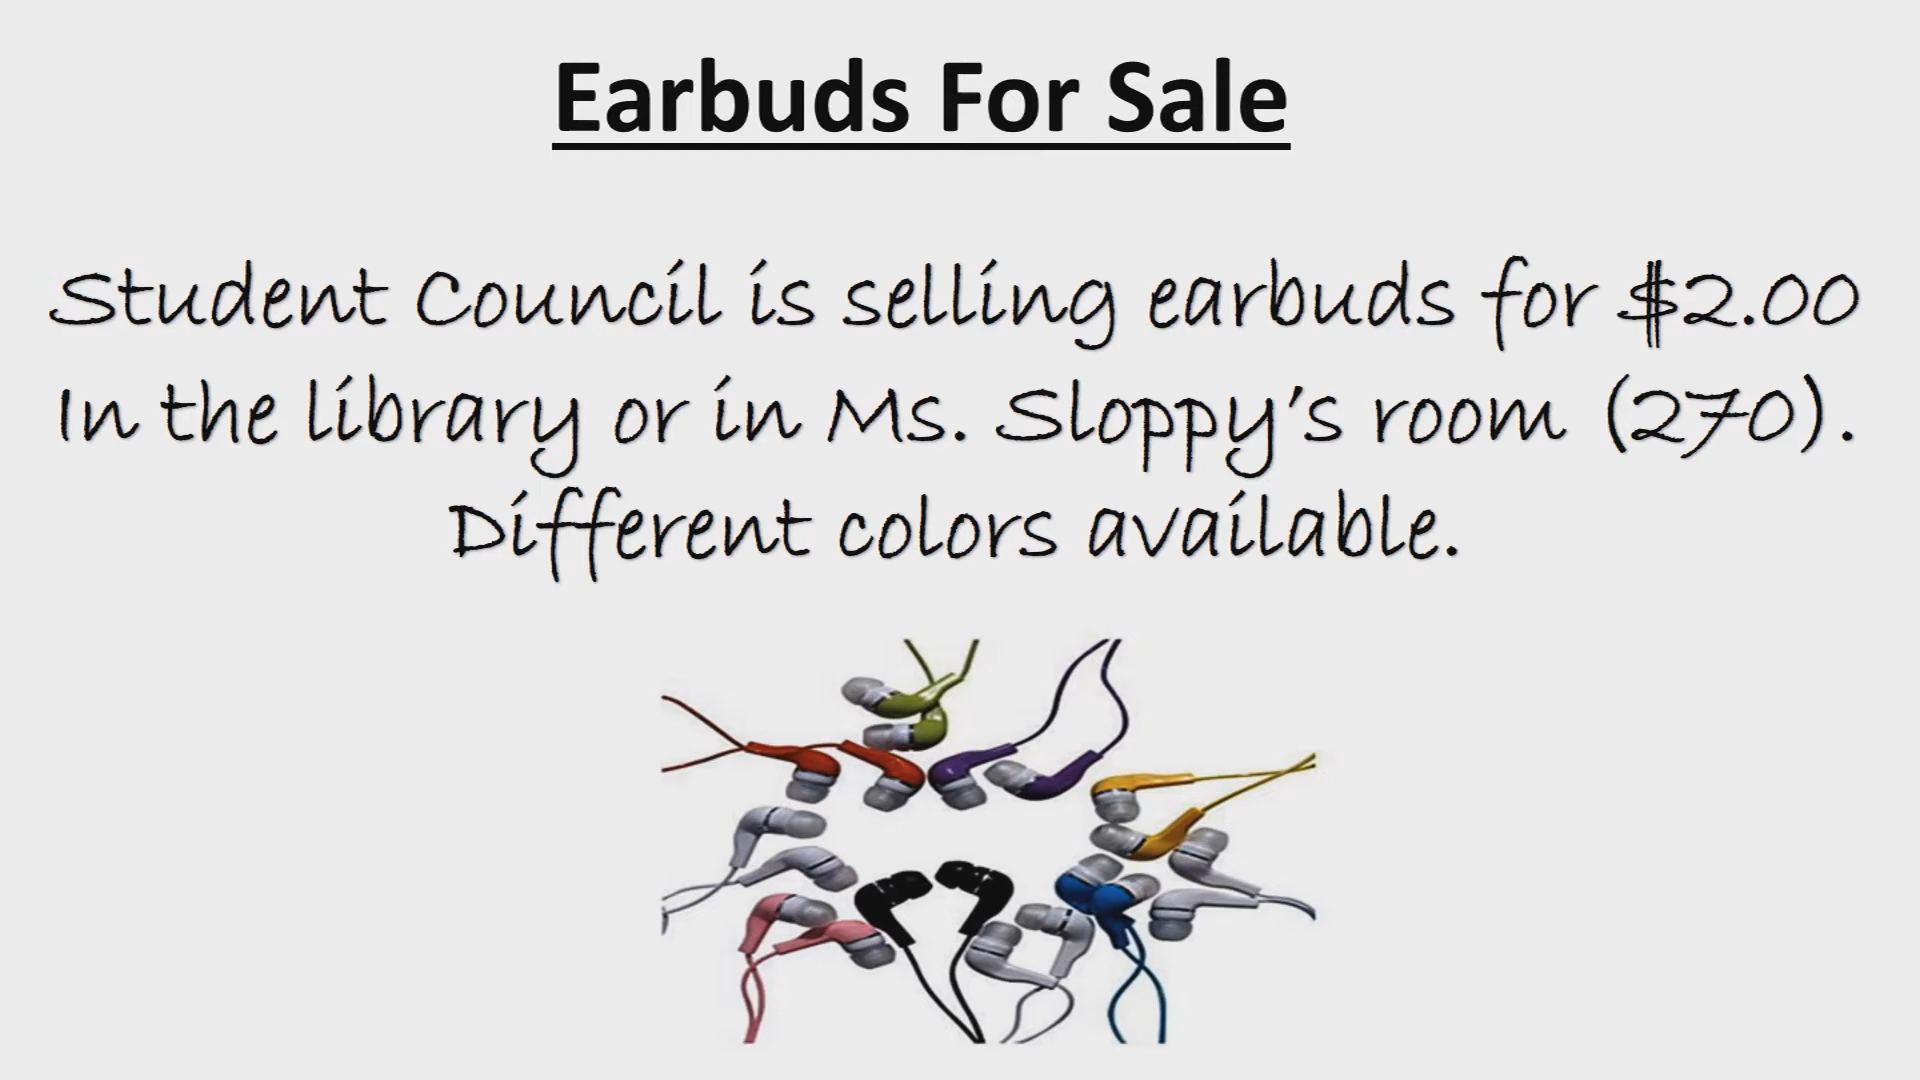 Earbuds For Sale
Student Council is selling earbuds for $2.00
In the library or in Ms. Sloppy's room (270).
Different colors available.